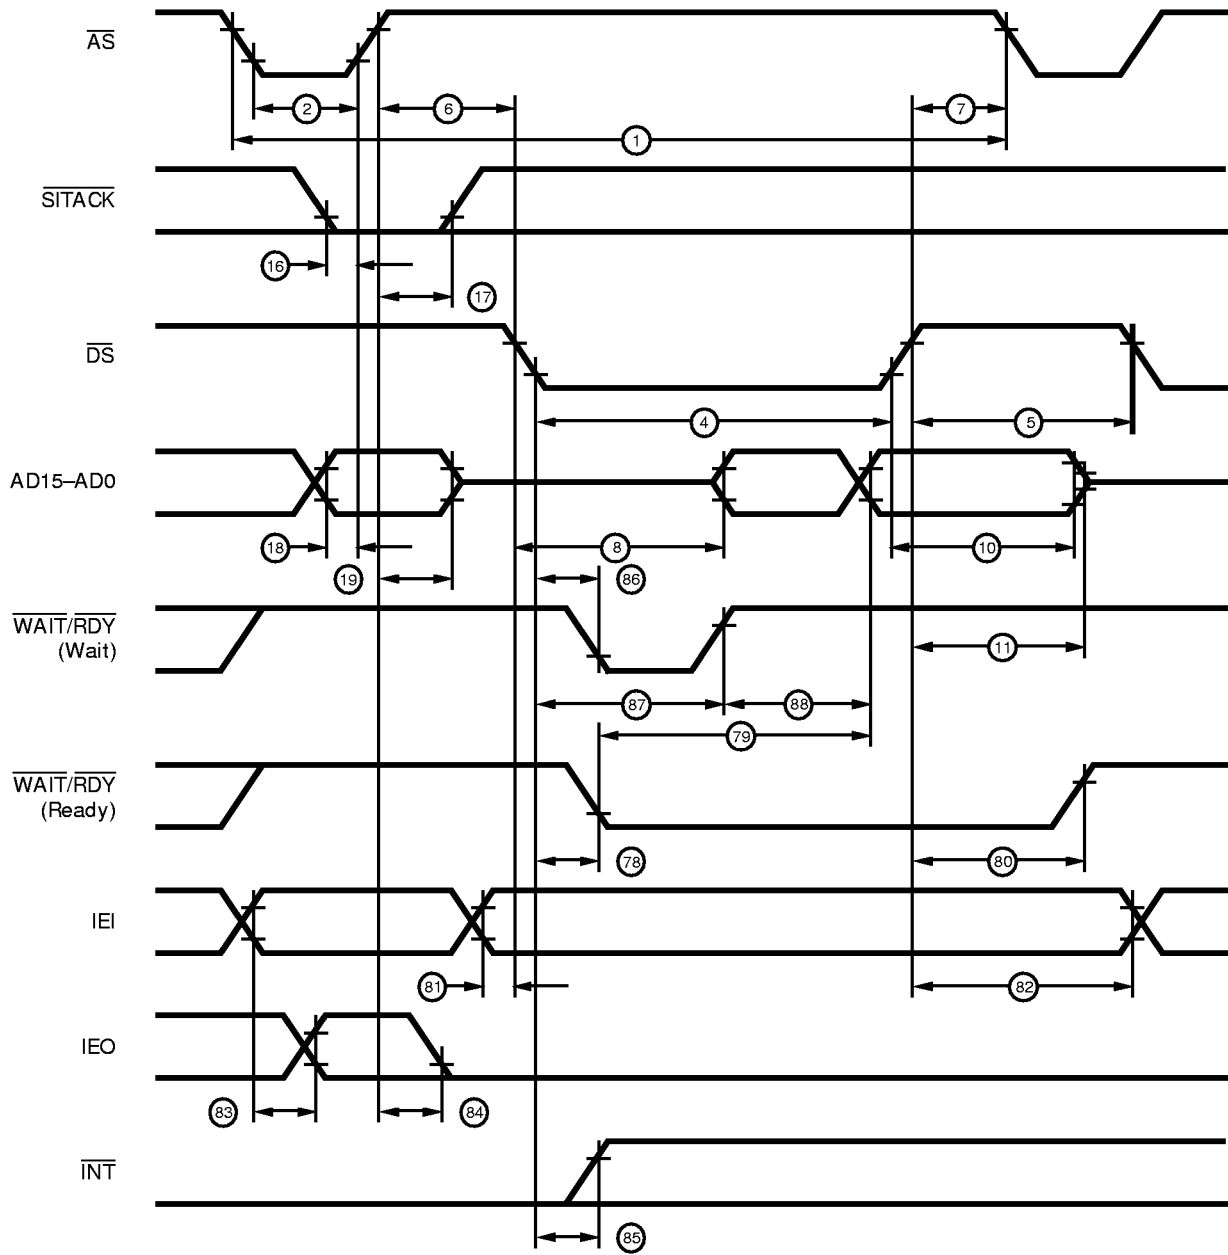 AS
2
6
7
1
SITACK
16
17
DS
4
5
AD15–AD0
18
8
10
19
86
WAIT/RDY
(Wait)
11
87
88
79
WAIT/RDY
(Ready)
78
80
IEI
81
82
IEO
83
84
INT
85